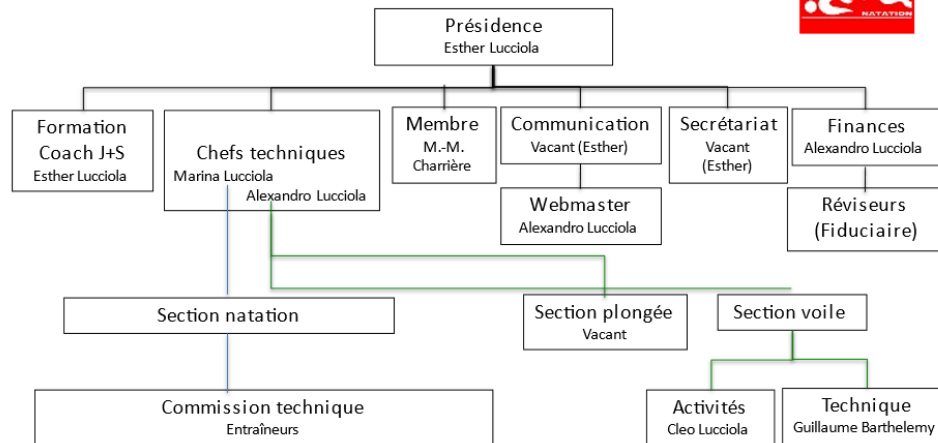 NATATION
Présidence
Esther Lucciola
Formation
Coach J+S
Esther Lucciola
Chefs techniques
Marina Lucciola
Alexandro Lucciola
Membre
M.-M.
Charrière
Communication
Vacant (Esther)
Secrétariat
Vacant
(Esther)
Finances
Alexandro Lucciola
Webmaster
Alexandro Lucciola
Réviseurs
(Fiduciaire)
Section natation
Section plongée
Vacant
Section voile
Commission technique
Entraîneurs
Activités
Cleo Lucciola
Technique
Guillaume Barthelemy